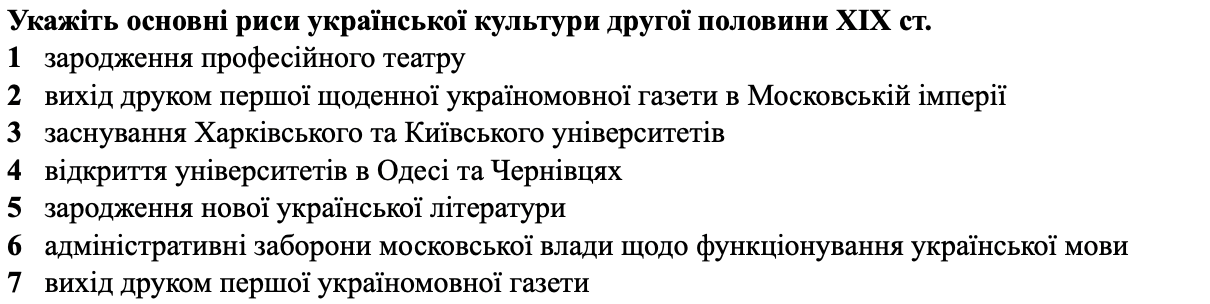 Укажіть основні риси української культури другої половини ХІХ ст.
1 зародження професійного театру
2 вихід друком першої щоденної україномовної газети в Московській імперії
3 заснування Харківського та Київського університетів
4 відкриття університетів в Одесі та Чернівцях
5 зародження нової української літератури
6 адміністративні заборони московської влади щодо функціонування української мови
7 вихід друком першої україномовної газети